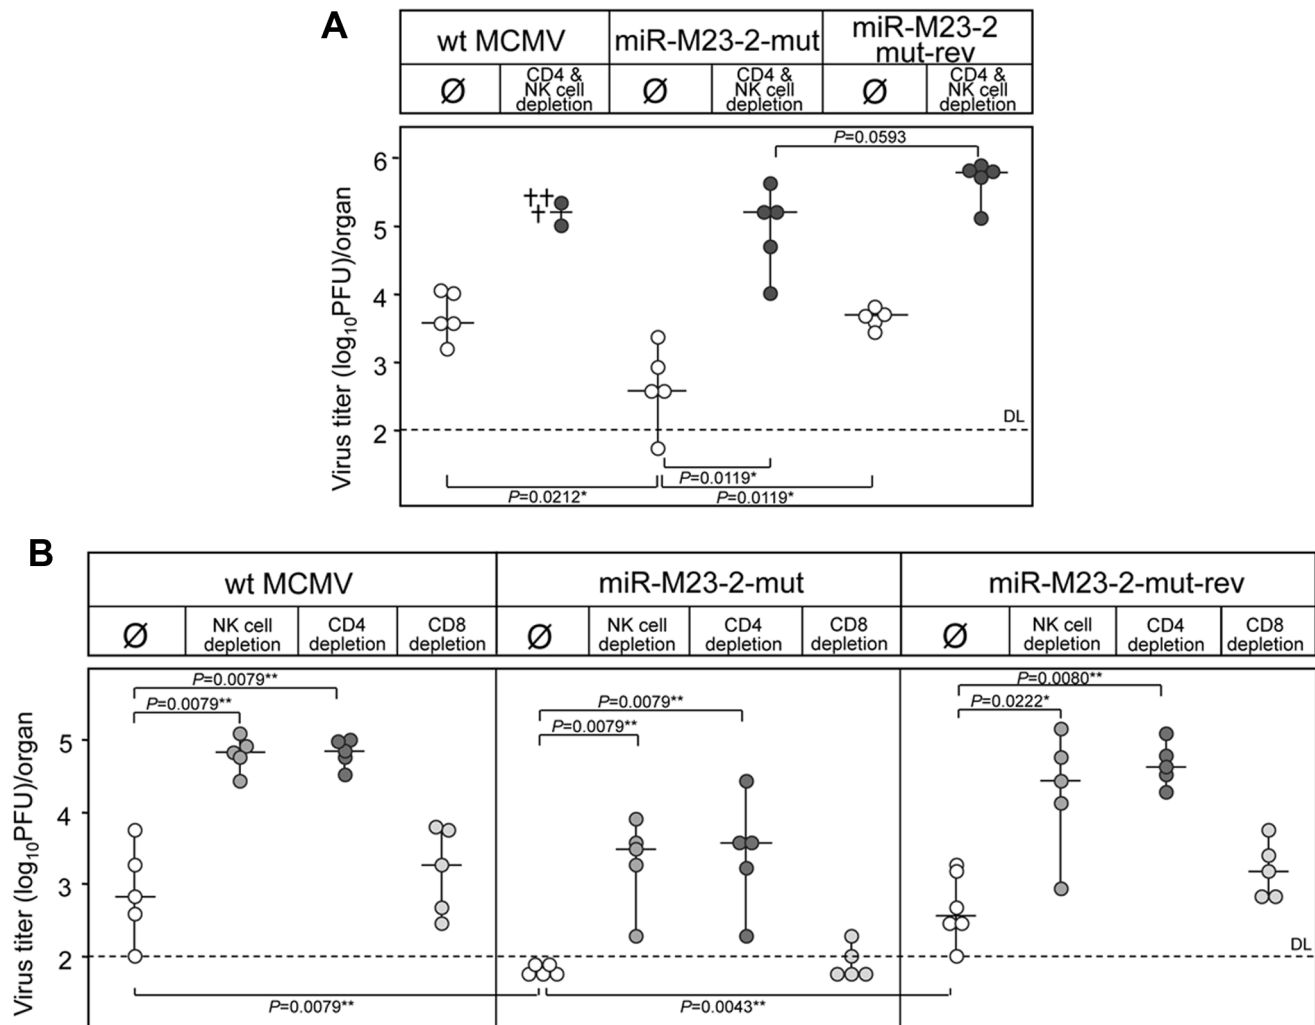 A
wt MCMV
miR-M23-2-mut
miR-M23-2
mut-rev
Ø
CD4 &
NK cell
depletion
Ø
CD4 &
NK cell
depletion
Ø
CD4 &
NK cell
depletion
Virus titer (log10PFU)/organ
6
5
4
3
2
P=0.0593
††
†
DL
P=0.0119*
P=0.0212*
P=0.0119*
B
wt MCMV
miR-M23-2-mut
miR-M23-2-mut-rev
Ø
NK cell
depletion
CD4
depletion
CD8
depletion
Ø
NK cell
depletion
CD4
depletion
CD8
depletion
Ø
NK cell
depletion
CD4
depletion
CD8
depletion
Virus titer (log10PFU)/organ
5
4
3
2
P=0.0079**
P=0.0079**
P=0.0079**
P=0.0079**
P=0.0080**
P=0.0222*
DL
P=0.0079**
P=0.0043**